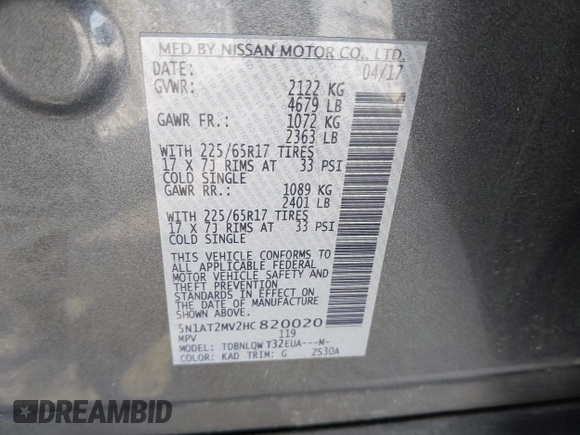 MFD BY NISSAN MOTOR CO., LTD.
DATE: 04/17
GVWR: 2122 KG
4679 LB
GAWR FR.: 1072 KG
2363 LB
WITH 225/65R17 TIRES
17 X 7J RIMS AT 33 PSI
COLD SINGLE
GAWR RR.: 1089 KG
2401 LB
WITH 225/65R17 TIRES
17 X 7J RIMS AT 33 PSI
COLD SINGLE
THIS VEHICLE CONFORMS TO
ALL APPLICABLE FEDERAL
MOTOR VEHICLE SAFETY AND
THEFT PREVENTION
STANDARDS IN EFFECT ON
THE DATE OF MANUFACTURE
SHOWN ABOVE.
5N1AT2MV2HC820020
MPV 119
MODEL: TDBNLQW T32EUA---M-
COLOR: KAD TRIM: G ZS30A
DREAMBID